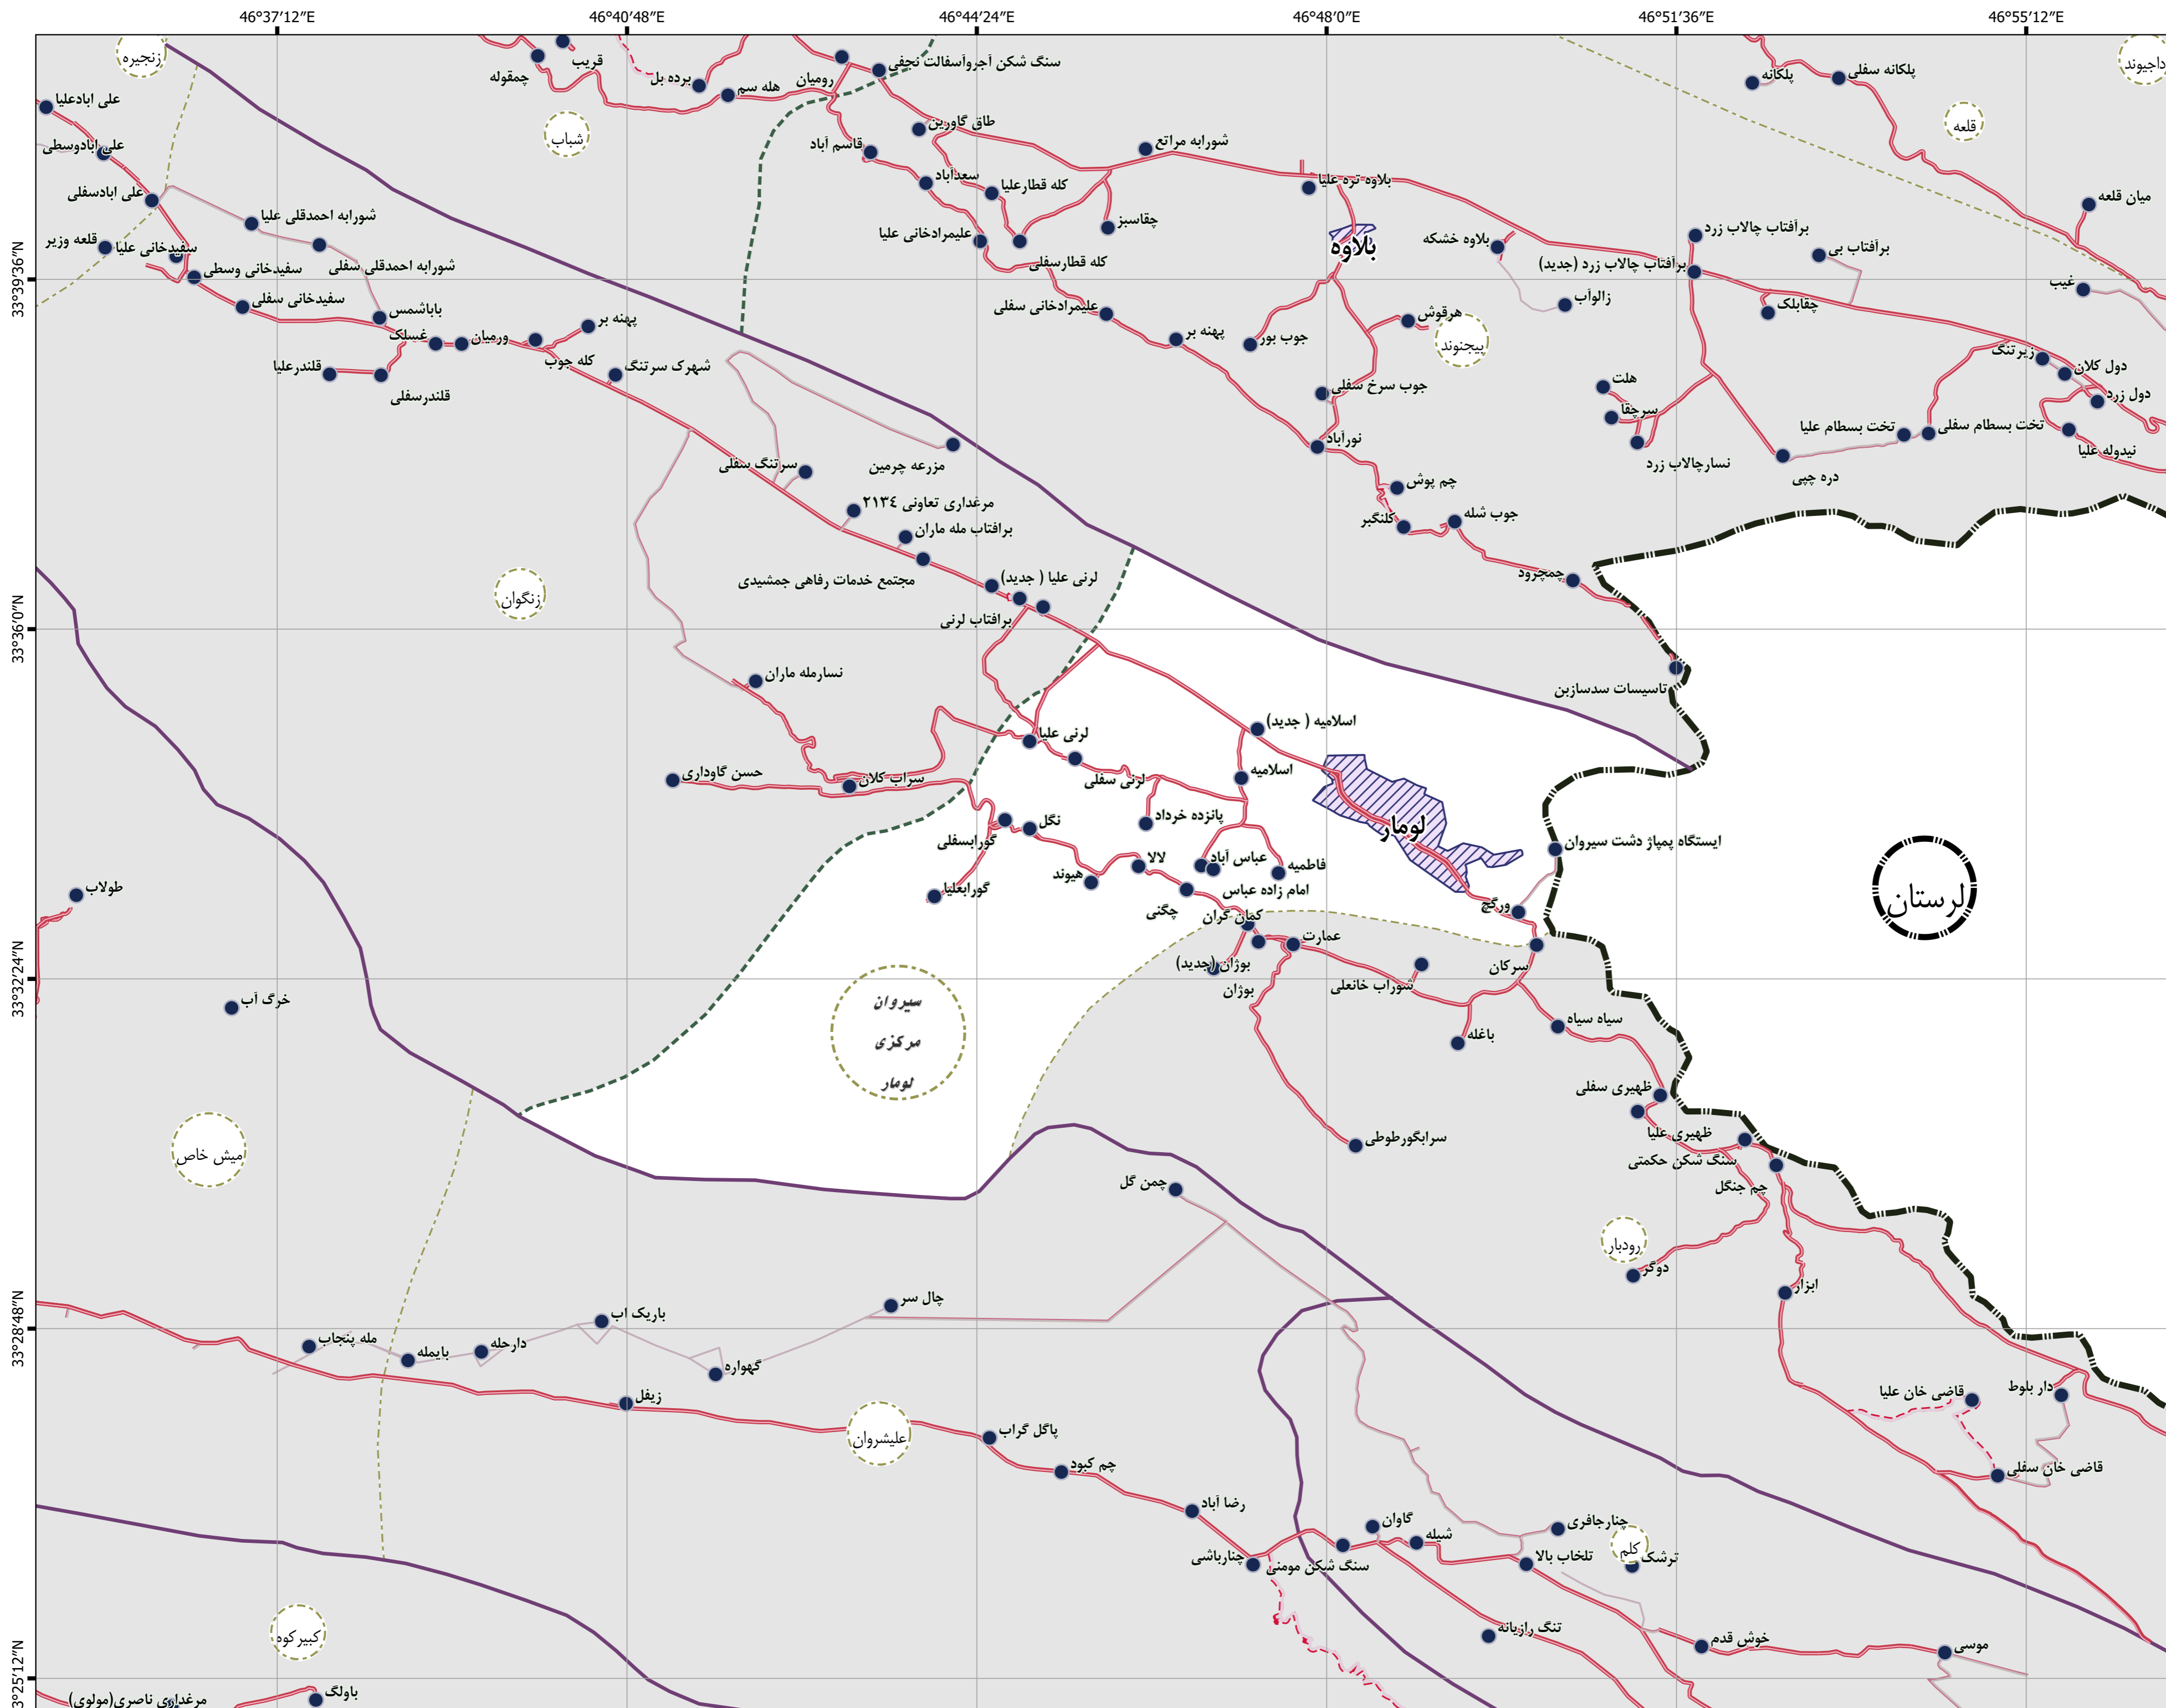 46°37'12"E
46°40'48"E
46°44'24"E
46°48'0"E
46°51'36"E
46°55'12"E
زنجیره
قریب
چمقوله
برده بل
هله سم
رومیان
سنگ شکن آجروآسفالت نجفی
پلکانه
پلکانه سفلی
داجیوند
علی ابادعلیا
شباب
طاق گاورین
قلعه
علی ابادوسطی
قاسم آباد
شورابه مراتع
علی ابادسفلی
سعدآباد
کله قطارعلیا
بلاوه تره علیا
میان قلعه
شورابه احمدقلی علیا
چقاسبز
علیمرادخانی علیا
بلاوه
بلاوه خشکه
برآفتاب چالاب زرد
برآفتاب بی
قلعه وزیر
سفیدخانی علیا
شورابه احمدقلی سفلی
سفیدخانی وسطی
کله قطارسفلی
برآفتاب چالاب زرد (جدید)
33°39'36"N
غیب
سفیدخانی سفلی
باباشمس
علیمرادخانی سفلی
هرقوش
زالوآب
چقابلک
غسلک
ورمیان
پهنه بر
کله جوب
پهنه بر
جوب بور
پیجنوند
زیرتنگ
دول کلان
قلندرعلیا
شهرک سرتنگ
هلت
جوب سرخ سفلی
دول زرد
قلندرسفلی
سرچقا
تخت بسطام علیا
تخت بسطام سفلی
نورآباد
نیدوله علیا
سرتنگ سفلی
مزرعه چرمین
نسارچالاب زرد
دره چپی
چم پوش
مرغداری تعاونی ٢١٣٤
کلنگبر
جوب شله
برافتاب مله ماران
مجتمع خدمات رفاهی جمشیدی
لرنی علیا ( جدید)
چمچرود
زنگوان
برافتاب لرنی
33°36'0"N
نسارمله ماران
تاسیسات سدسازبن
اسلامیه ( جدید)
لرنی علیا
حسن گاوداری
سراب کلان
لرنی سفلی
اسلامیه
پانزده خرداد
لومار
نگل
گورابسفلی
ایستگاه پمپاژ دشت سیروان
لالا
عباس آباد
فاطمیه
هیوند
طولاب
گورابعلیا
امام زاده عباس
لرستان
چگنی
کمان گران
ورگچ
عمارت
33°32'24"N
بوژان (جدید)
سرکان
بوژان
شوراب خانعلی
خرگ آب
سیروان
مرکزی
لومار
سیاه سیاه
باغله
ظهیری سفلی
میش خاص
سرابگورطوطی
ظهیری علیا
سنگ شکن حکمتی
چمن گل
چم جنگل
رودبار
دوگر
ابزار
چال سر
باریک اب
33°28'48"N
مله پنجاب
بایمله
دارحله
گهواره
زیفل
قاضی خان علیا
دار بلوط
علیشروان
پاگل گراب
چم کبود
قاضی خان سفلی
رضا آباد
گاوان
شیله
چنارجافری
چنارباشی
سنگ شکن مومنی
تلخاب بالا
کلم
ترشک
کبیرکوه
تنگ رازیانه
خوش قدم
موسی
3°25'12"N
باولگ
مرغداری ناصری(مولوی)